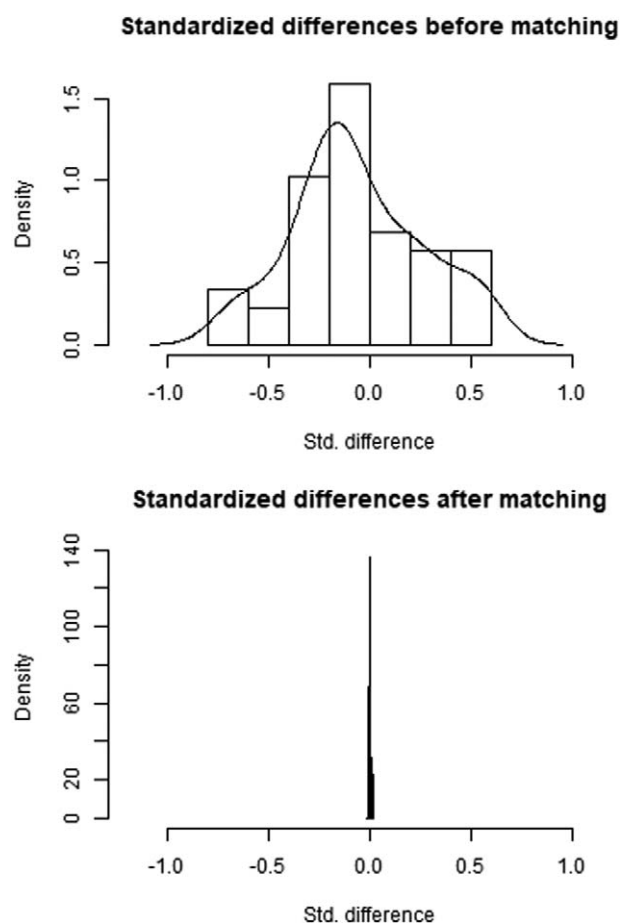 Standardized differences before matching
Density
0.0 0.5 1.0 1.5
-1.0 -0.5 0.0 0.5 1.0
Std. difference
Standardized differences after matching
Density
0 20 60 100 140
-1.0 -0.5 0.0 0.5 1.0
Std. difference